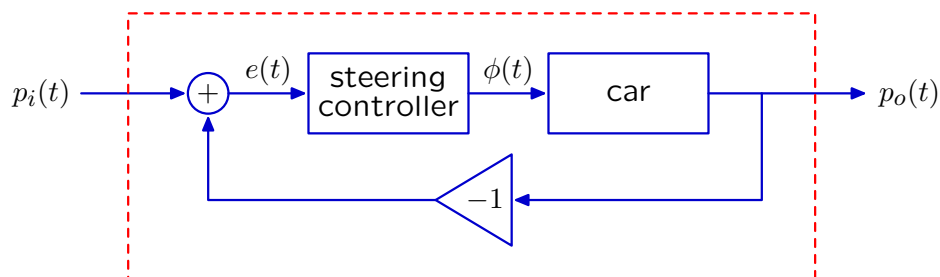 p_i(t)
+
e(t)
steering
controller
ϕ(t)
car
p_o(t)
−1